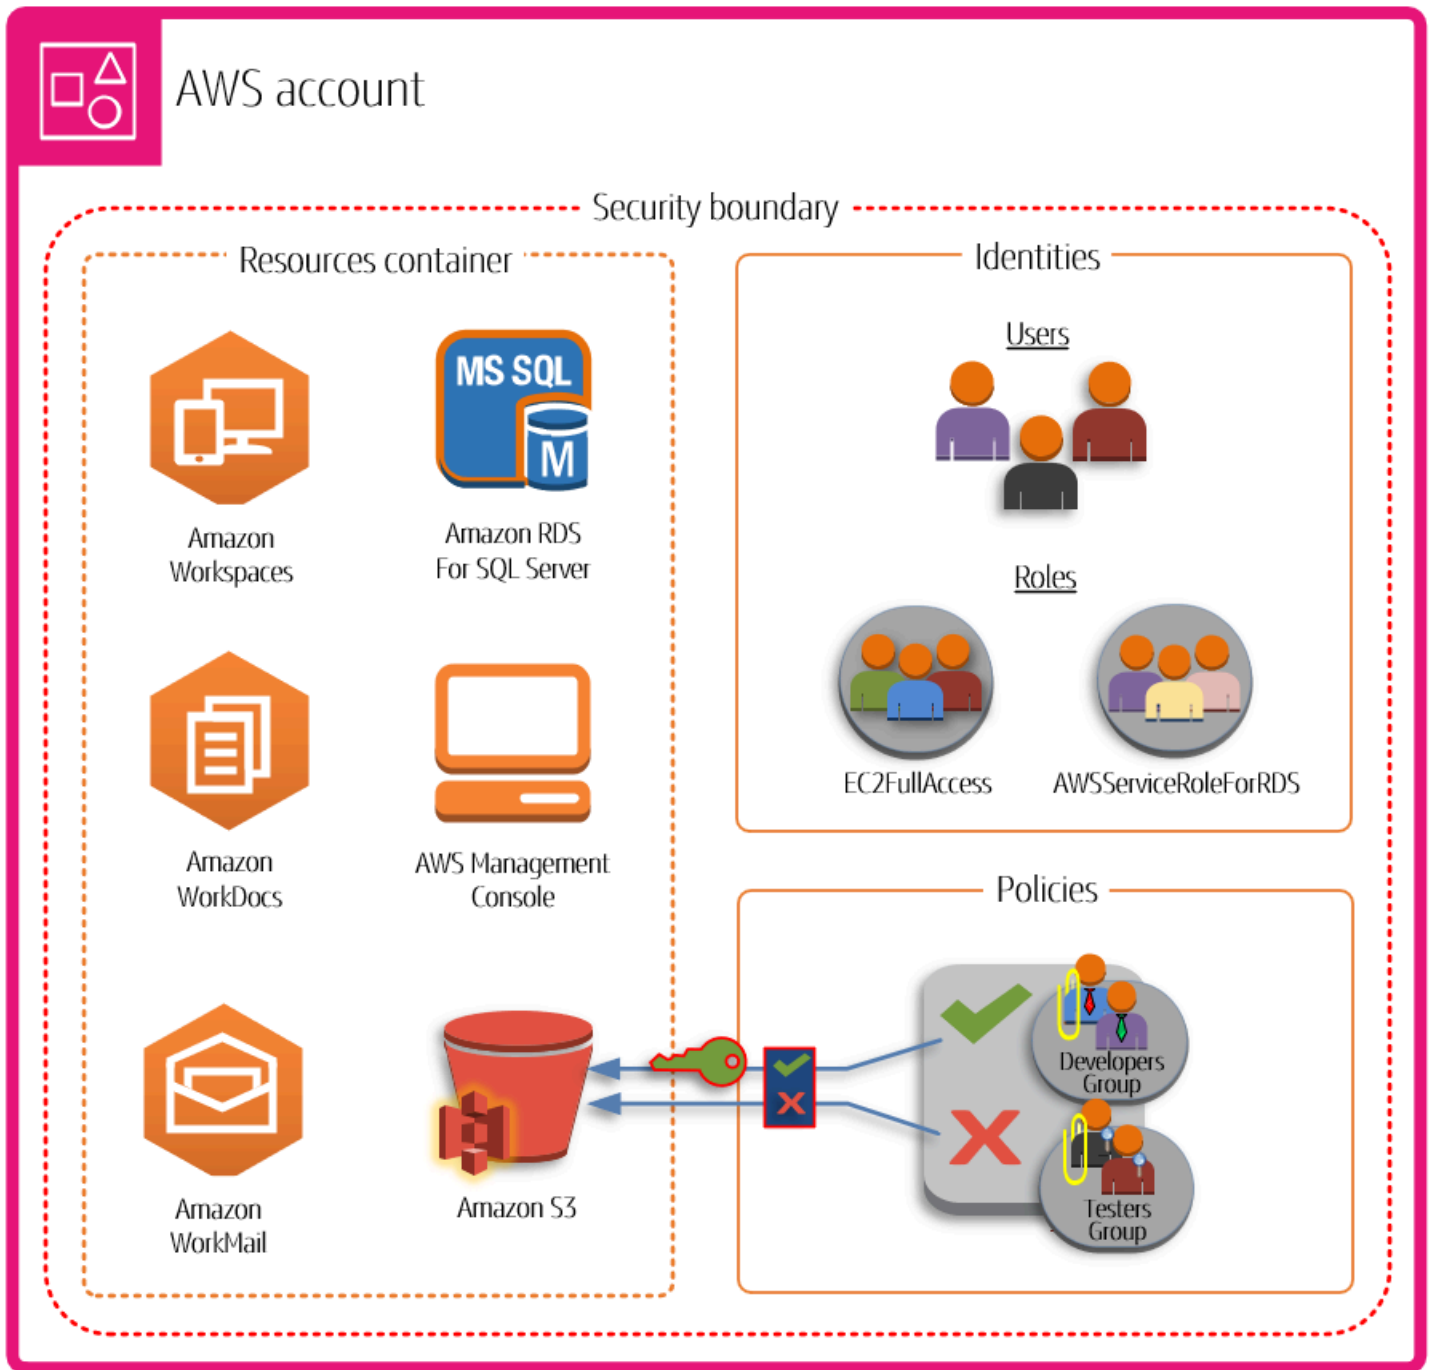 AWS account
Security boundary
Resources container
Amazon
Workspaces
MS SQL
M
Amazon RDS
For SQL Server
Amazon
WorkDocs
AWS Management
Console
Amazon
WorkMail
Amazon S3
Identities
Users
Roles
EC2FullAccess
AWSServiceRoleForRDS
Policies
Developers
Group
Testers
Group